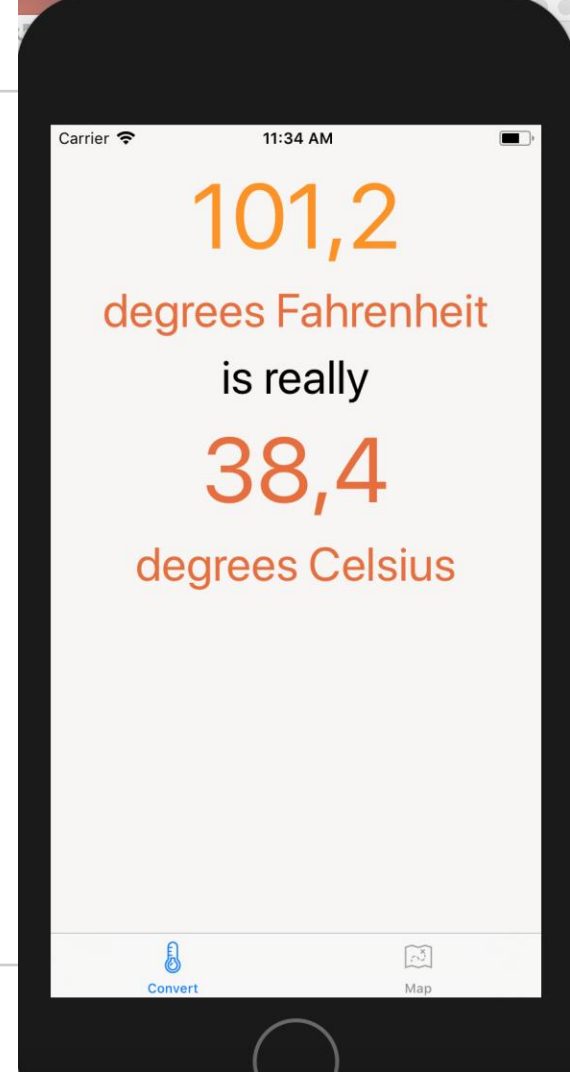 Carrier 11:34 AM
101,2
degrees Fahrenheit
is really
38,4
degrees Celsius
Convert Map